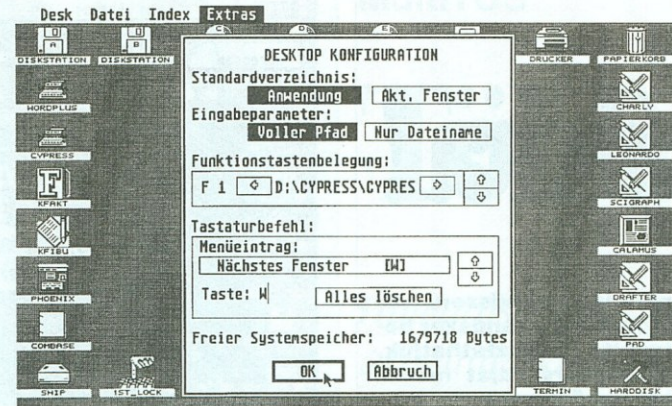 Desk Datei Index Extras
A
B
C
D
E
DISKSTATION
DISKSTATION
DRUCKER
PAPIERKORB
WORDPLUS
CYPRESS
KFAKT
KFIBU
PHOENIX
COMBASE
SHIP
1ST_LOCK
DESKTOP KONFIGURATION
Standardverzeichnis:
Anwendung Akt. Fenster
Eingabeparameter:
Voller Pfad Nur Dateiname
Funktionstastenbelegung:
F 1 D:\CYPRESS\CYPRES
Tastaturbefehl:
Menüeintrag:
Nächstes Fenster [W]
Taste: W Alles löschen
Freier Systemspeicher: 1679718 Bytes
OK Abbruch
CHARLY
LEONARDO
SCIGRAPH
CALAMUS
DRAFTER
PAD
TERMIN
HARDDISK